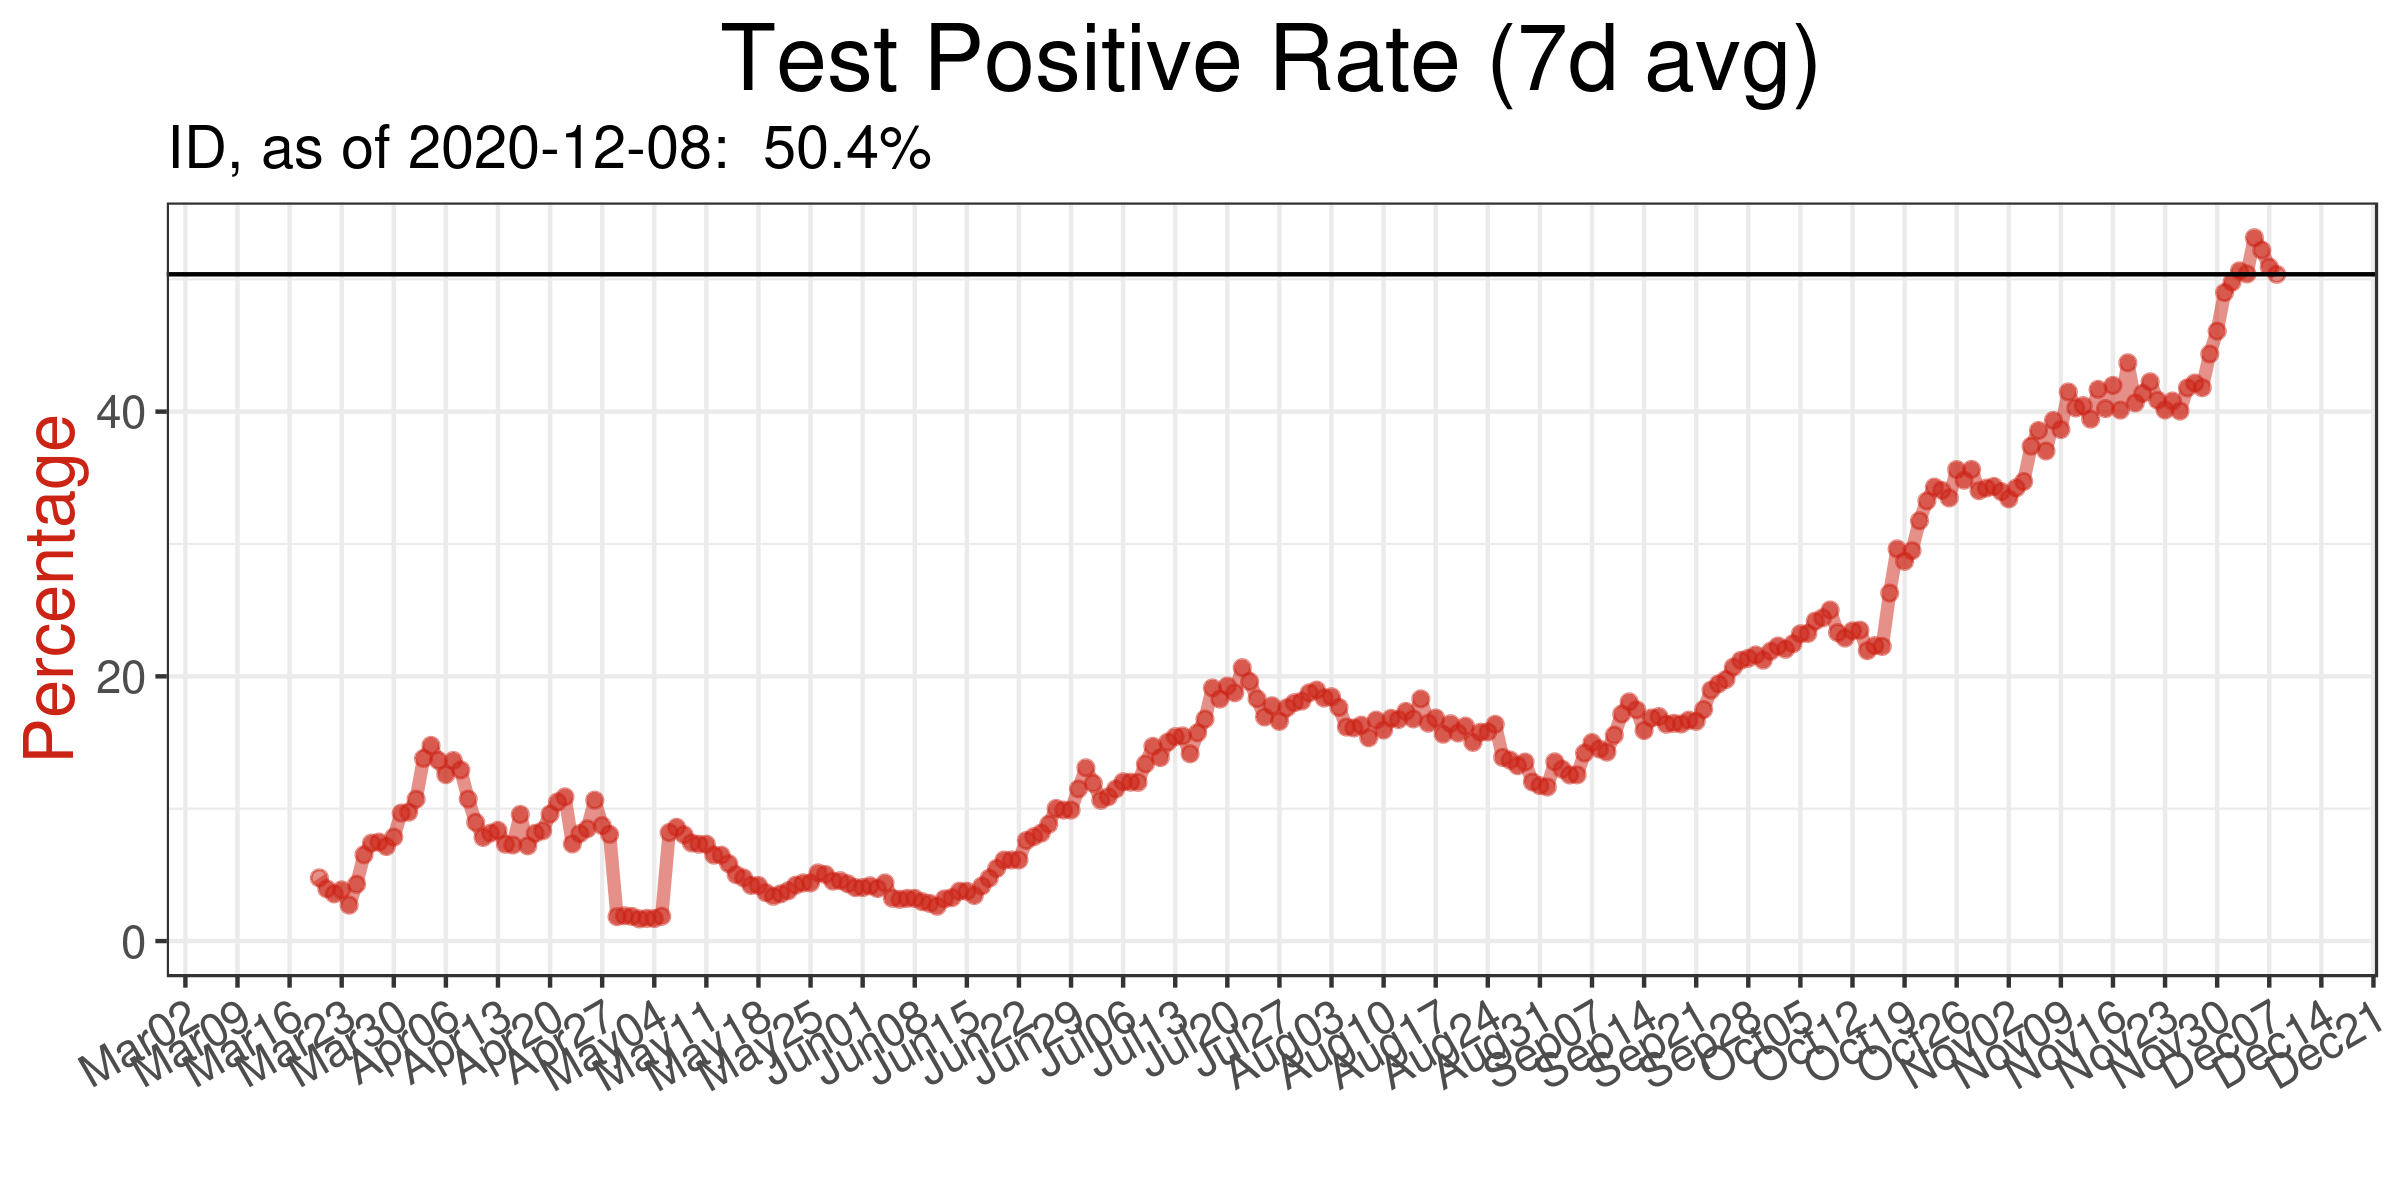 Test Positive Rate (7d avg)
ID, as of 2020-12-08:  50.4%
Percentage
40
20
0
Mar02
Mar09
Mar16
Mar23
Mar30
Apr06
Apr13
Apr20
Apr27
May04
May11
May18
May25
Jun01
Jun08
Jun15
Jun22
Jun29
Jul06
Jul13
Jul20
Jul27
Aug03
Aug10
Aug17
Aug24
Aug31
Sep07
Sep14
Sep21
Sep28
Oct05
Oct12
Oct19
Oct26
Nov02
Nov09
Nov16
Nov23
Nov30
Dec07
Dec14
Dec21